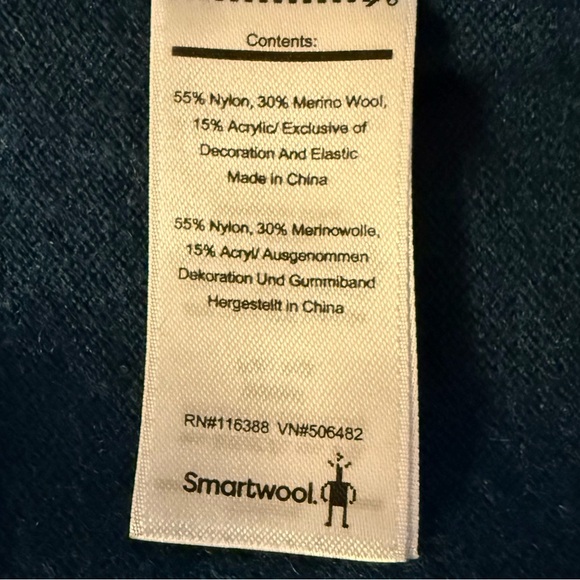 Contents:
55% Nylon, 30% Merino Wool,
15% Acrylic/ Exclusive of
Decoration And Elastic
Made in China
55% Nylon, 30% Merinowolle,
15% Acryl/ Ausgenommen
Dekoration Und Gummiband
Hergestellt in China
RN#116388 VN#506482
Smartwool.